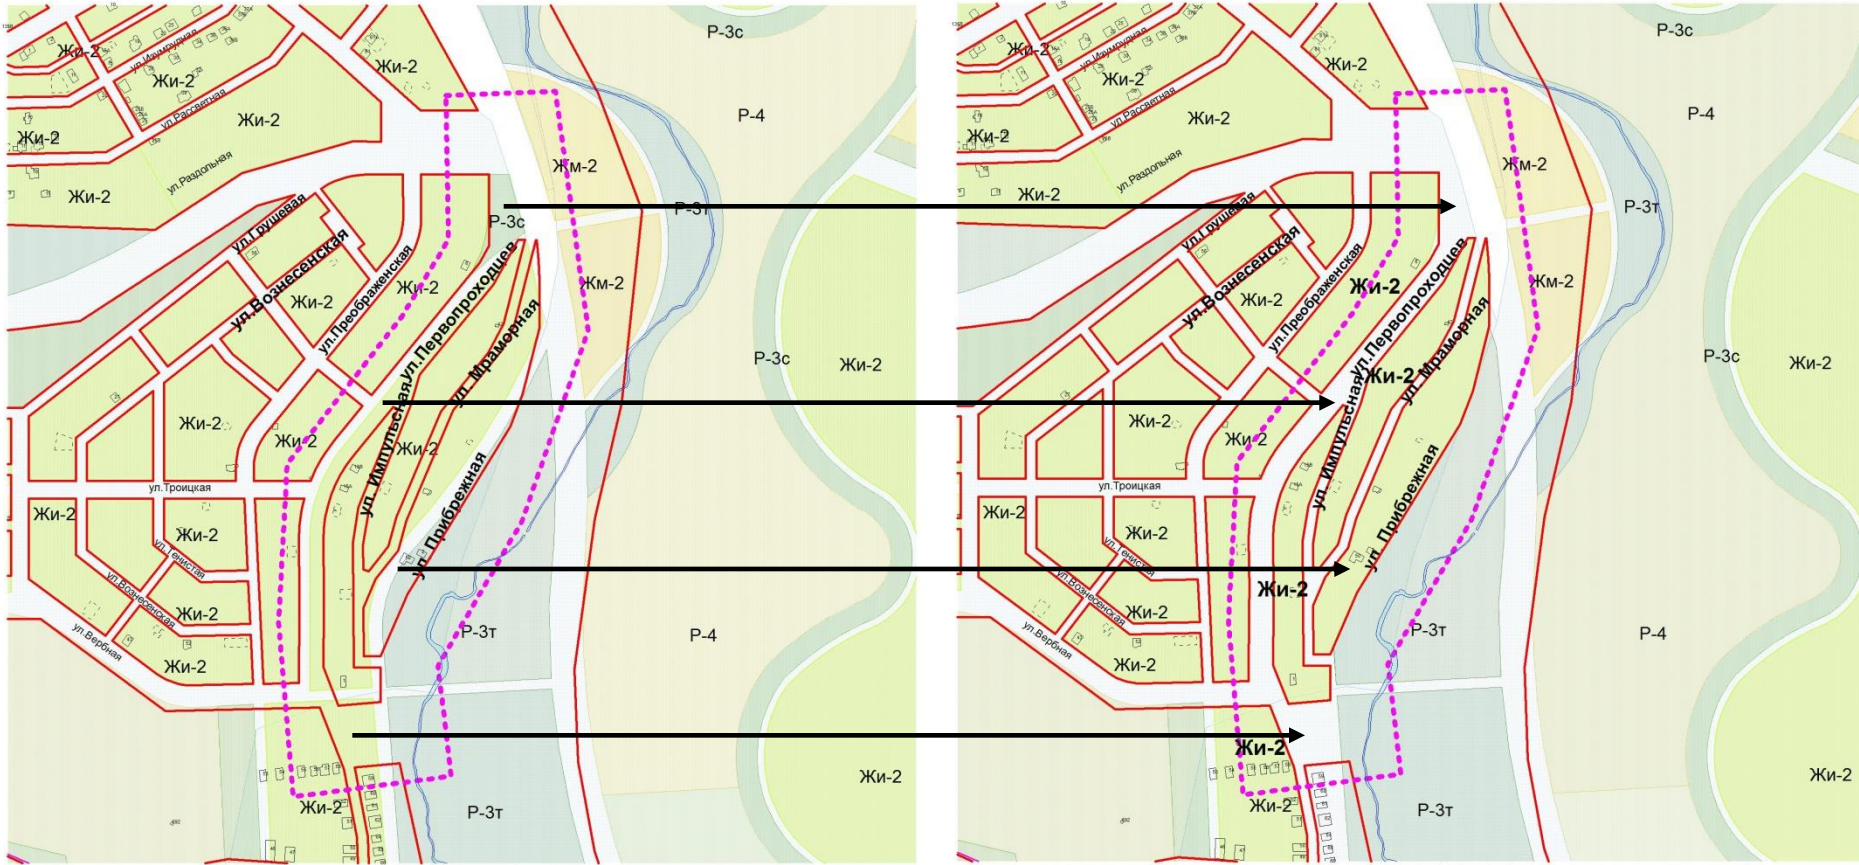 Р-3с
Жи-2
Жи-2
Жи-2
ул.Изумрудная
ул.Рассветная
Жи-2
Р-4
Жи-2
ул.Раздольная
Жм-2
Жи-2
ул.Грушевая
Р-3с
Р-3т
ул.Вознесенская
ул.Преображенская
Жи-2
Жи-2
Жм-2
ул.Первопроходцев
ул. Мраморная
Р-3с
Жи-2
Жи-2
Жи-2
ул. Импульсная
Жи-2
ул.Троицкая
ул.Прибрежная
Жи-2
Жи-2
ул.Тенистая
ул.Вознесенская
Жи-2
ул.Вербная
Р-3т
Р-4
Жи-2
Жи-2
Жи-2
Р-3т
Р-3с
Жи-2
Жи-2
Жи-2
ул.Изумрудная
ул.Рассветная
Жи-2
Р-4
Жи-2
ул.Раздольная
Жм-2
Жи-2
ул.Грушевая
Р-3т
ул.Вознесенская
ул.Преображенская
Жи-2
Жи-2
Жм-2
ул.Первопроходцев
Жи-2
ул. Мраморная
Р-3с
Жи-2
Жи-2
Жи-2
ул. Импульсная
ул.Троицкая
ул. Прибрежная
Жи-2
Жи-2
ул.Тенистая
ул.Вознесенская
Жи-2
Жи-2
ул.Вербная
Р-3т
Р-4
Жи-2
Жи-2
Жи-2
Жи-2
Р-3т